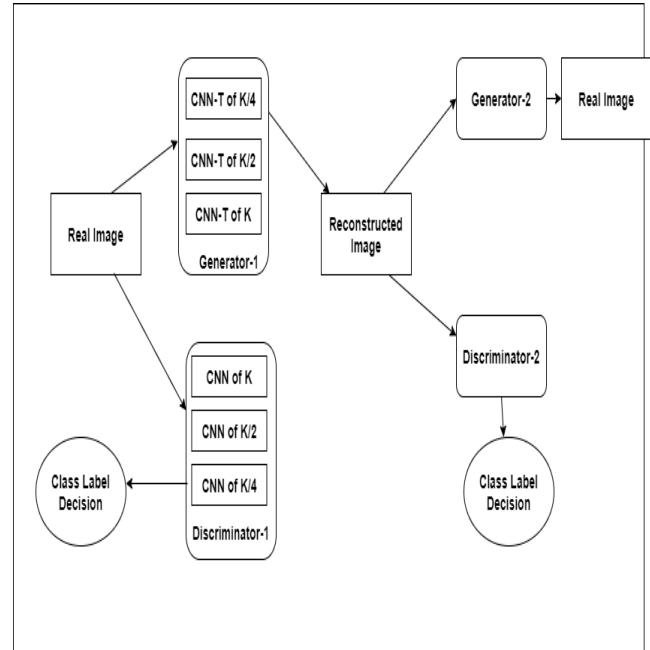 CNN-T of K/4
CNN-T of K/2
CNN-T of K
Generator-1
Real Image
CNN of K
CNN of K/2
CNN of K/4
Discriminator-1
Class Label
Decision
Reconstructed
Image
Generator-2
Real Image
Discriminator-2
Class Label
Decision